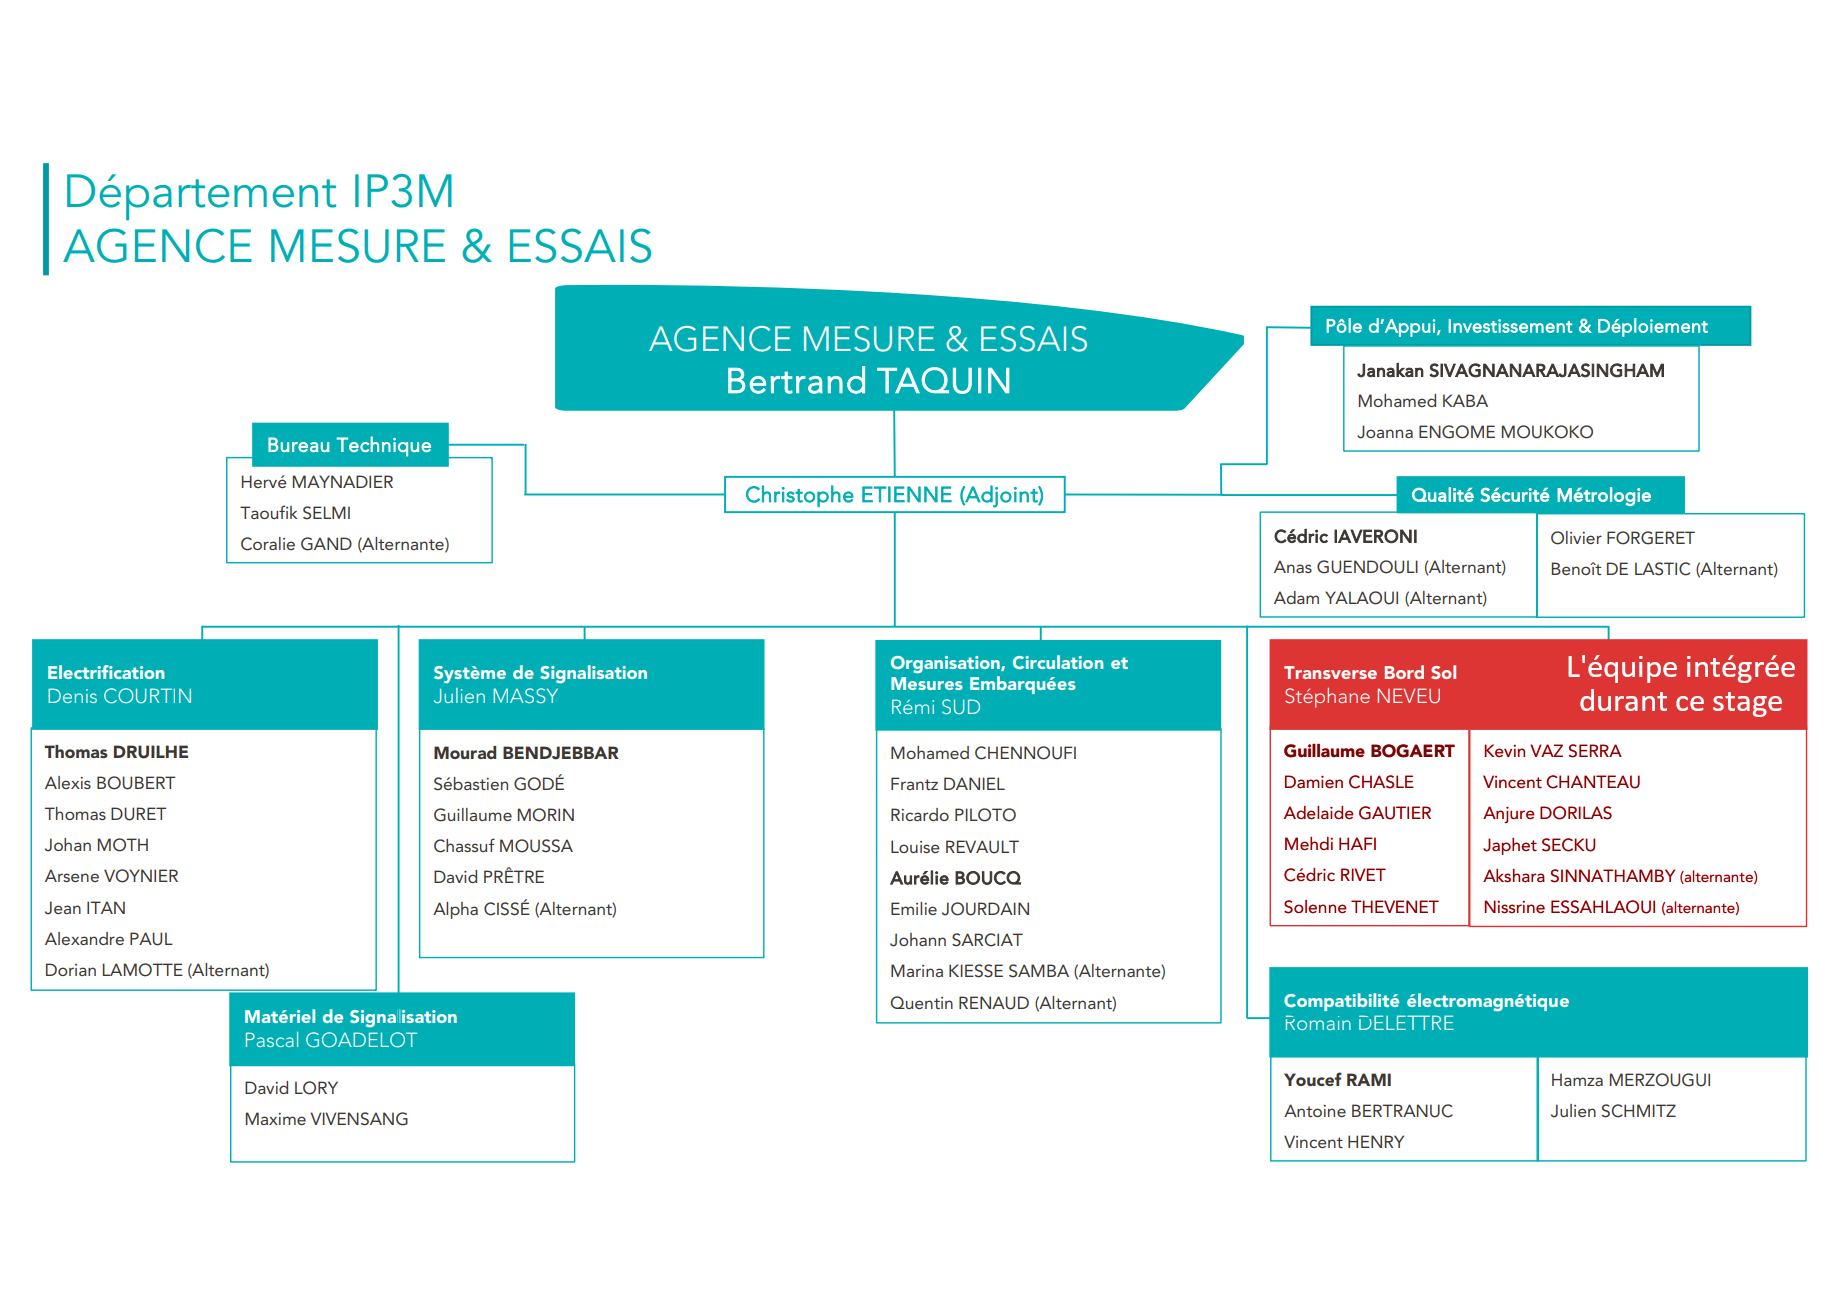 Département IP3M
AGENCE MESURE & ESSAIS
AGENCE MESURE & ESSAIS
Bertrand TAQUIN
Pôle d’Appui, Investissement & Déploiement
Janakan SIVAGNANARAJASINGHAM
Mohamed KABA
Joanna ENGOME MOUKOKO
Bureau Technique
Hervé MAYNADIER
Taoufik SELMI
Coralie GAND (Alternante)
Christophe ETIENNE (Adjoint)
Qualité Sécurité Métrologie
Cédric IAVERONI
Anas GUENDOULI (Alternant)
Adam YALAOUI (Alternant)
Olivier FORGERET
Benoît DE LASTIC (Alternant)
Electrification
Denis COURTIN
Thomas DRUILHE
Alexis BOUBERT
Thomas DURET
Johan MOTH
Arsene VOYNIER
Jean ITAN
Alexandre PAUL
Dorian LAMOTTE (Alternant)
Matériel de Signalisation
Pascal GOADELOT
David LORY
Maxime VIVENSANG
Système de Signalisation
Julien MASSY
Mourad BENDJEBBAR
Sébastien GODÉ
Guillaume MORIN
Chassuf MOUSSA
David PRÊTRE
Alpha CISSÉ (Alternant)
Organisation, Circulation et
Mesures Embarquées
Rémi SUD
Mohamed CHENNOUFI
Frantz DANIEL
Ricardo PILOTO
Louise REVAULT
Aurélie BOUCQ
Emilie JOURDAIN
Johann SARCIAT
Marina KIESSE SAMBA (Alternante)
Quentin RENAUD (Alternant)
Transverse Bord Sol
Stéphane NEVEU
L'équipe intégrée
durant ce stage
Guillaume BOGAERT
Damien CHASLE
Adelaide GAUTIER
Mehdi HAFI
Cédric RIVET
Solenne THEVENET
Kevin VAZ SERRA
Vincent CHANTEAU
Anjure DORILAS
Japhet SECKU
Akshara SINNATHAMBY (alternante)
Nissrine ESSAHLAOUI (alternante)
Compatibilité électromagnétique
Romain DELETTRE
Youcef RAMI
Antoine BERTRANUC
Vincent HENRY
Hamza MERZOUGUI
Julien SCHMITZ